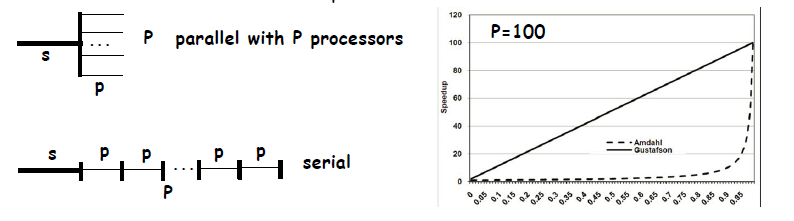 P parallel with P processors
s
...
p
s p p ... p p serial
P
120
P=100
100
80
Speedup
60
40
Amdahl
Gustafson
20
0
0 0.05 0.1 0.15 0.2 0.25 0.3 0.35 0.4 0.45 0.5 0.55 0.6 0.65 0.7 0.75 0.8 0.85 0.9 0.95